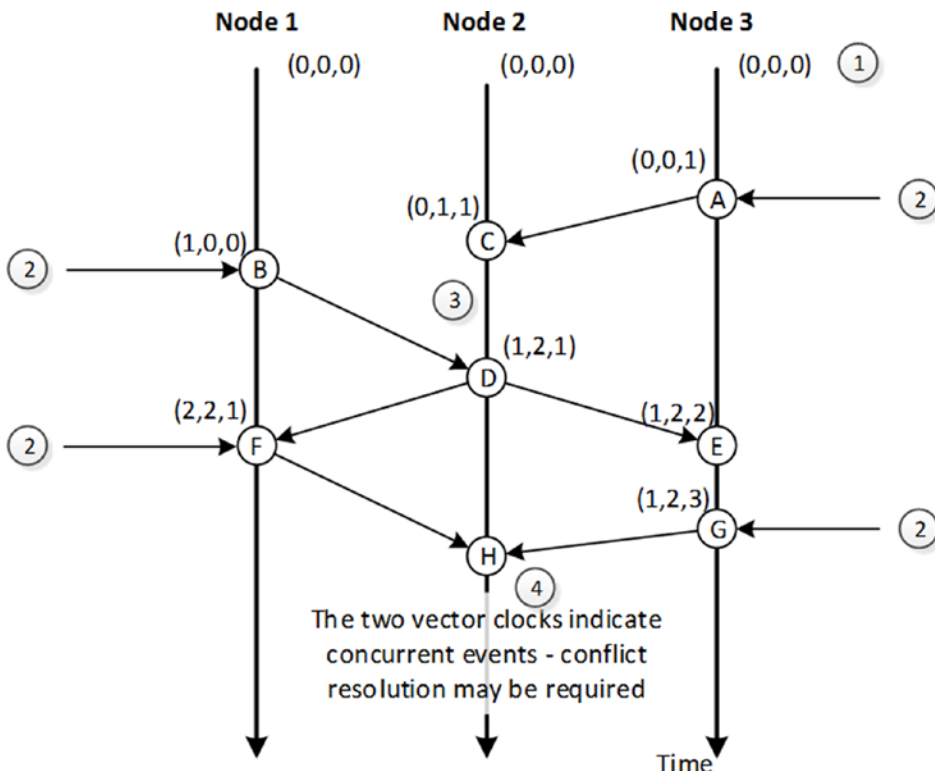 Node 1
Node 2
Node 3
(0,0,0)
(0,0,0)
(0,0,0)
1
(0,0,1)
A
2
(0,1,1)
C
(1,0,0)
2
B
3
(1,2,1)
D
(2,2,1)
(1,2,2)
2
F
E
(1,2,3)
G
2
H
4
The two vector clocks indicate
concurrent events - conflict
resolution may be required
Time